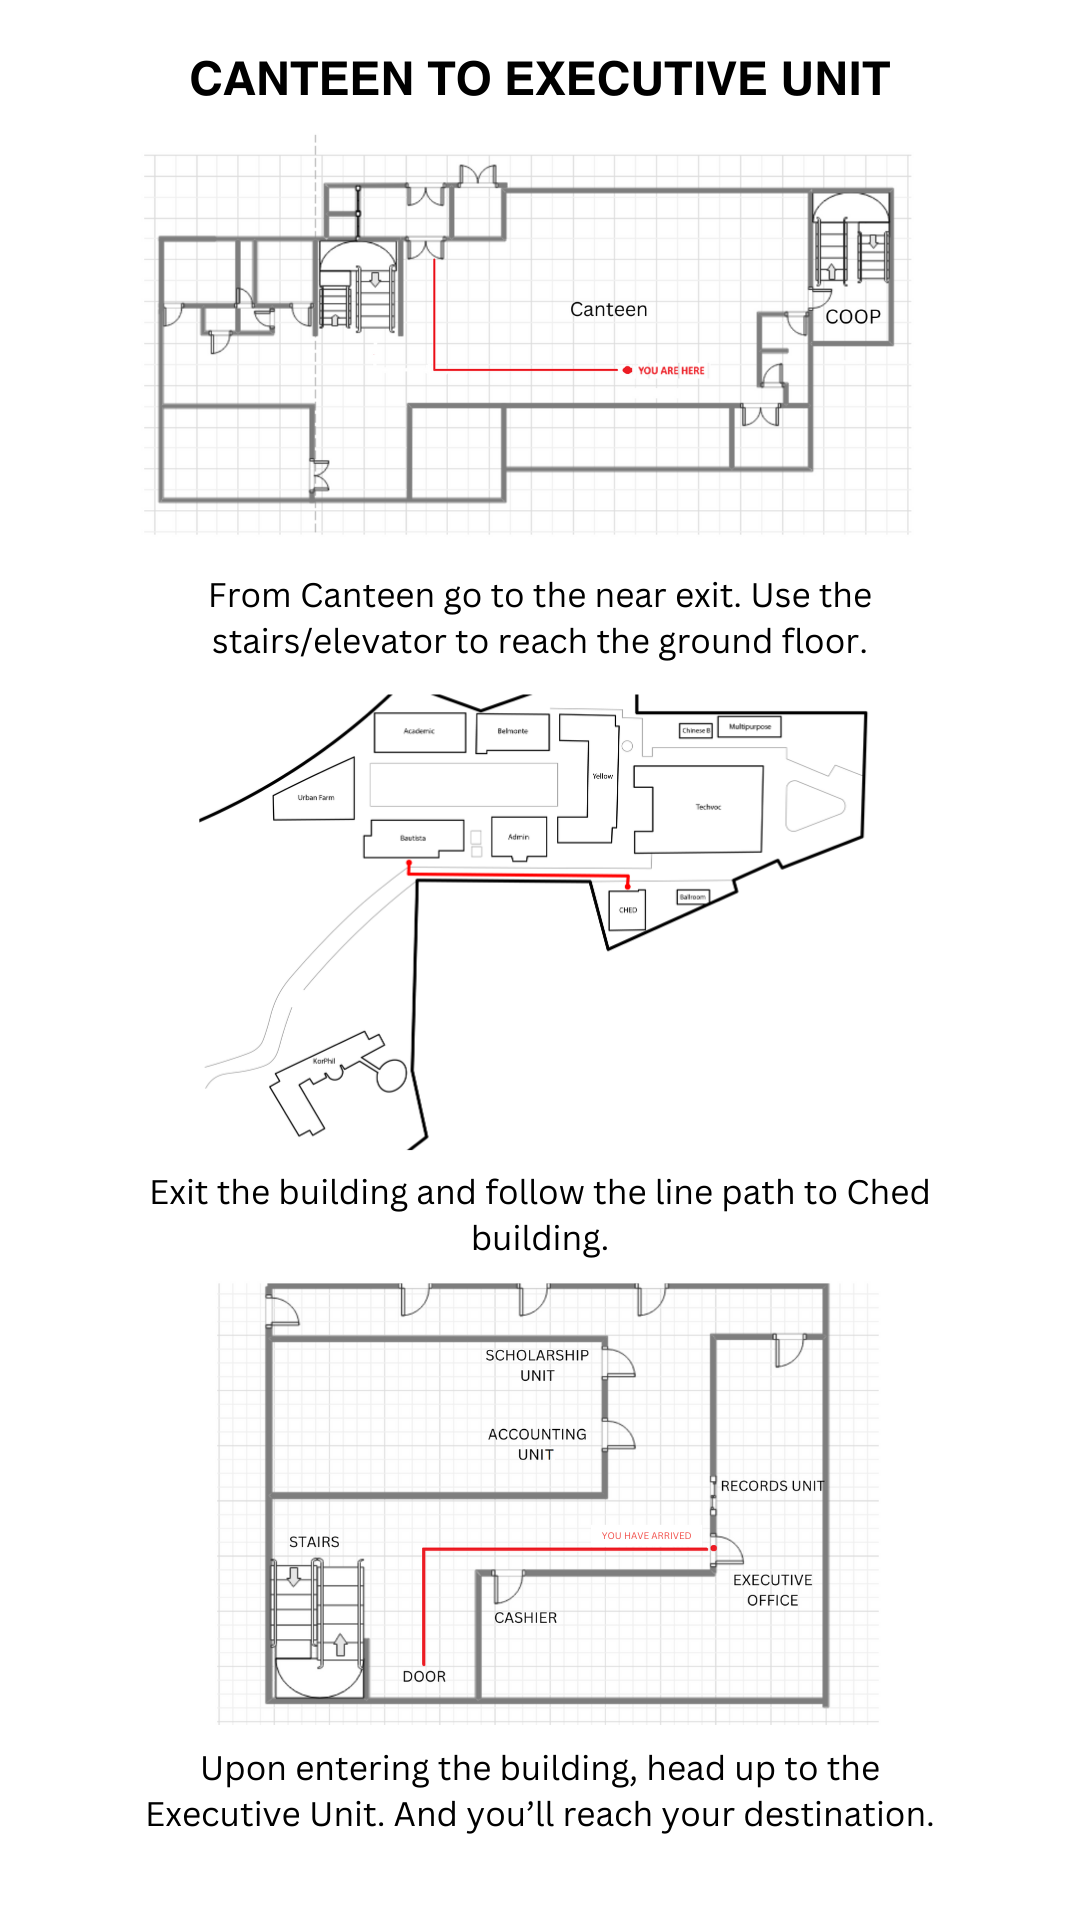 CANTEEN TO EXECUTIVE UNIT
Canteen
COOP
YOU ARE HERE
From Canteen go to the near exit. Use the
stairs/elevator to reach the ground floor.
Academic
Belmonte
Chinese B
Multipurpose
Yellow
Urban Farm
Techvoc
Bautista
Admin
CHED
Ballroom
KorPhil
Exit the building and follow the line path to Ched
building.
SCHOLARSHIP
UNIT
ACCOUNTING
UNIT
RECORDS UNIT
YOU HAVE ARRIVED
STAIRS
EXECUTIVE
OFFICE
CASHIER
DOOR
Upon entering the building, head up to the
Executive Unit. And you’ll reach your destination.